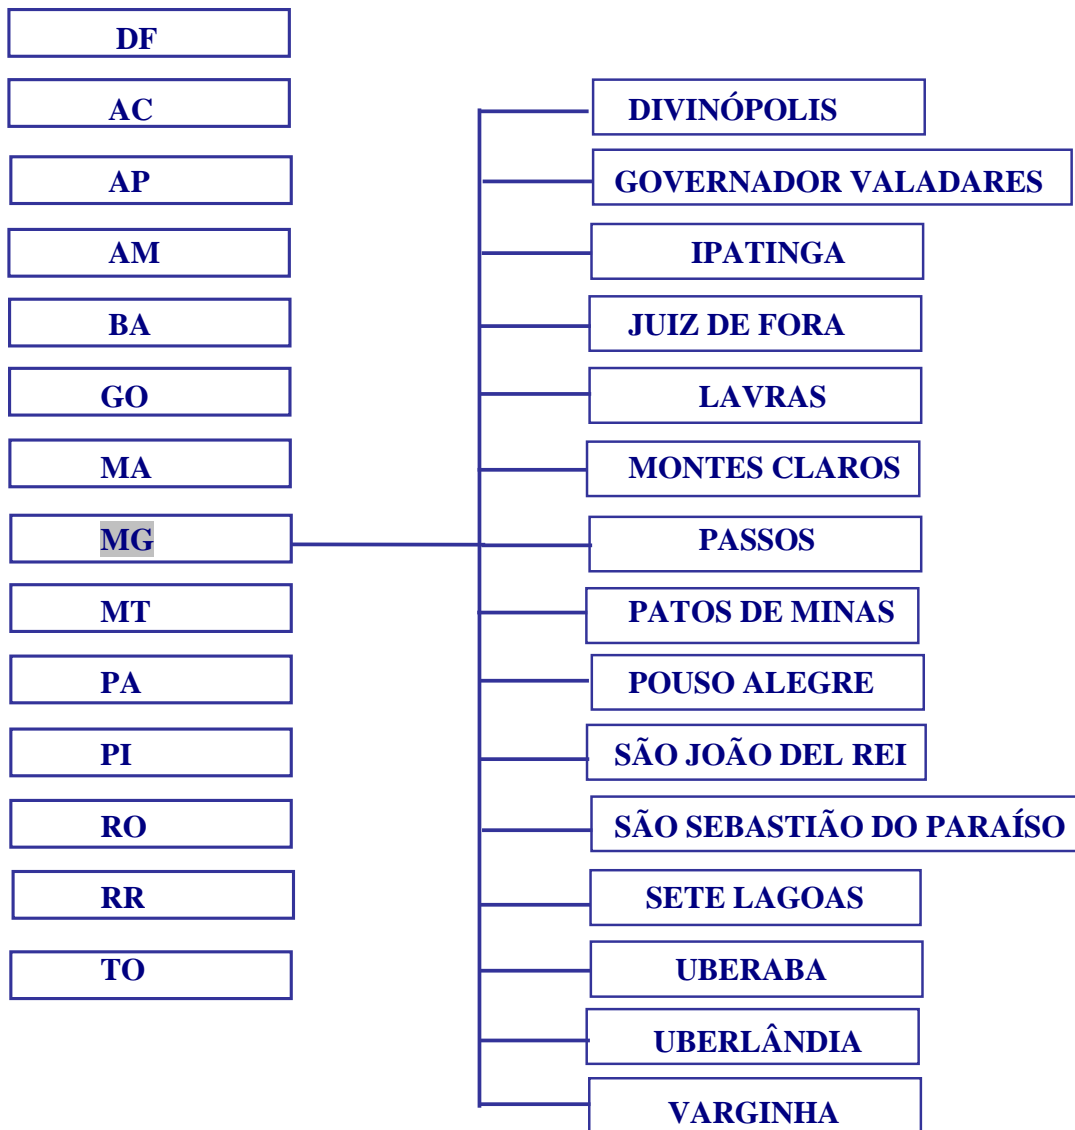 DF
AC
AP
AM
BA
GO
MA
MG
MT
PA
PI
RO
RR
TO
DIVINÓPOLIS
GOVERNADOR VALADARES
IPATINGA
JUIZ DE FORA
LAVRAS
MONTES CLAROS
PASSOS
PATOS DE MINAS
POUSO ALEGRE
SÃO JOÃO DEL REI
SÃO SEBASTIÃO DO PARAÍSO
SETE LAGOAS
UBERABA
UBERLÂNDIA
VARGINHA